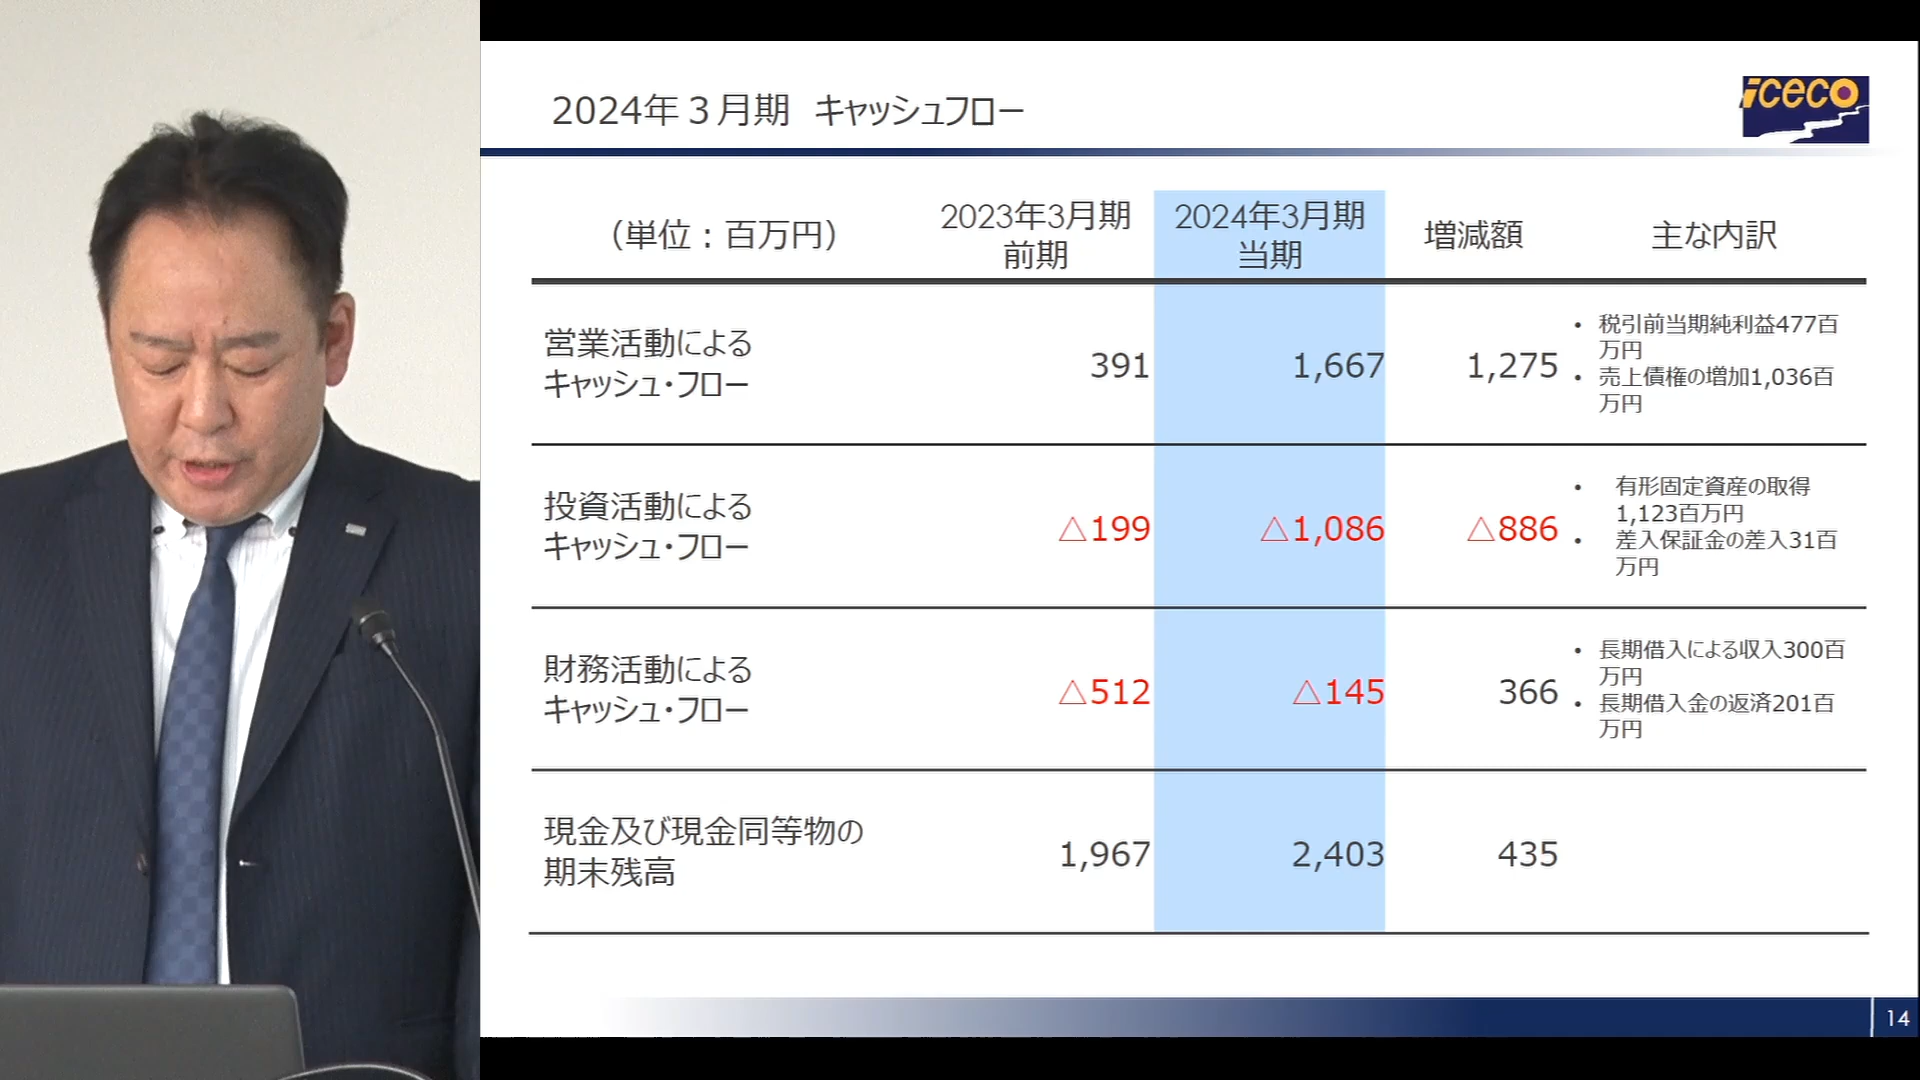 2024年３月期 キャッシュフロー
iceco
（単位：百万円）
2023年3月期
前期
2024年3月期
当期
増減額
主な内訳
営業活動による
キャッシュ・フロー
391
1,667
1,275
• 税引前当期純利益477百
万円
• 売上債権の増加1,036百
万円
投資活動による
キャッシュ・フロー
△199
△1,086
△886
• 有形固定資産の取得
1,123百万円
• 差入保証金の差入31百
万円
財務活動による
キャッシュ・フロー
△512
△145
366
• 長期借入による収入300百
万円
• 長期借入金の返済201百
万円
現金及び現金同等物の
期末残高
1,967
2,403
435
14